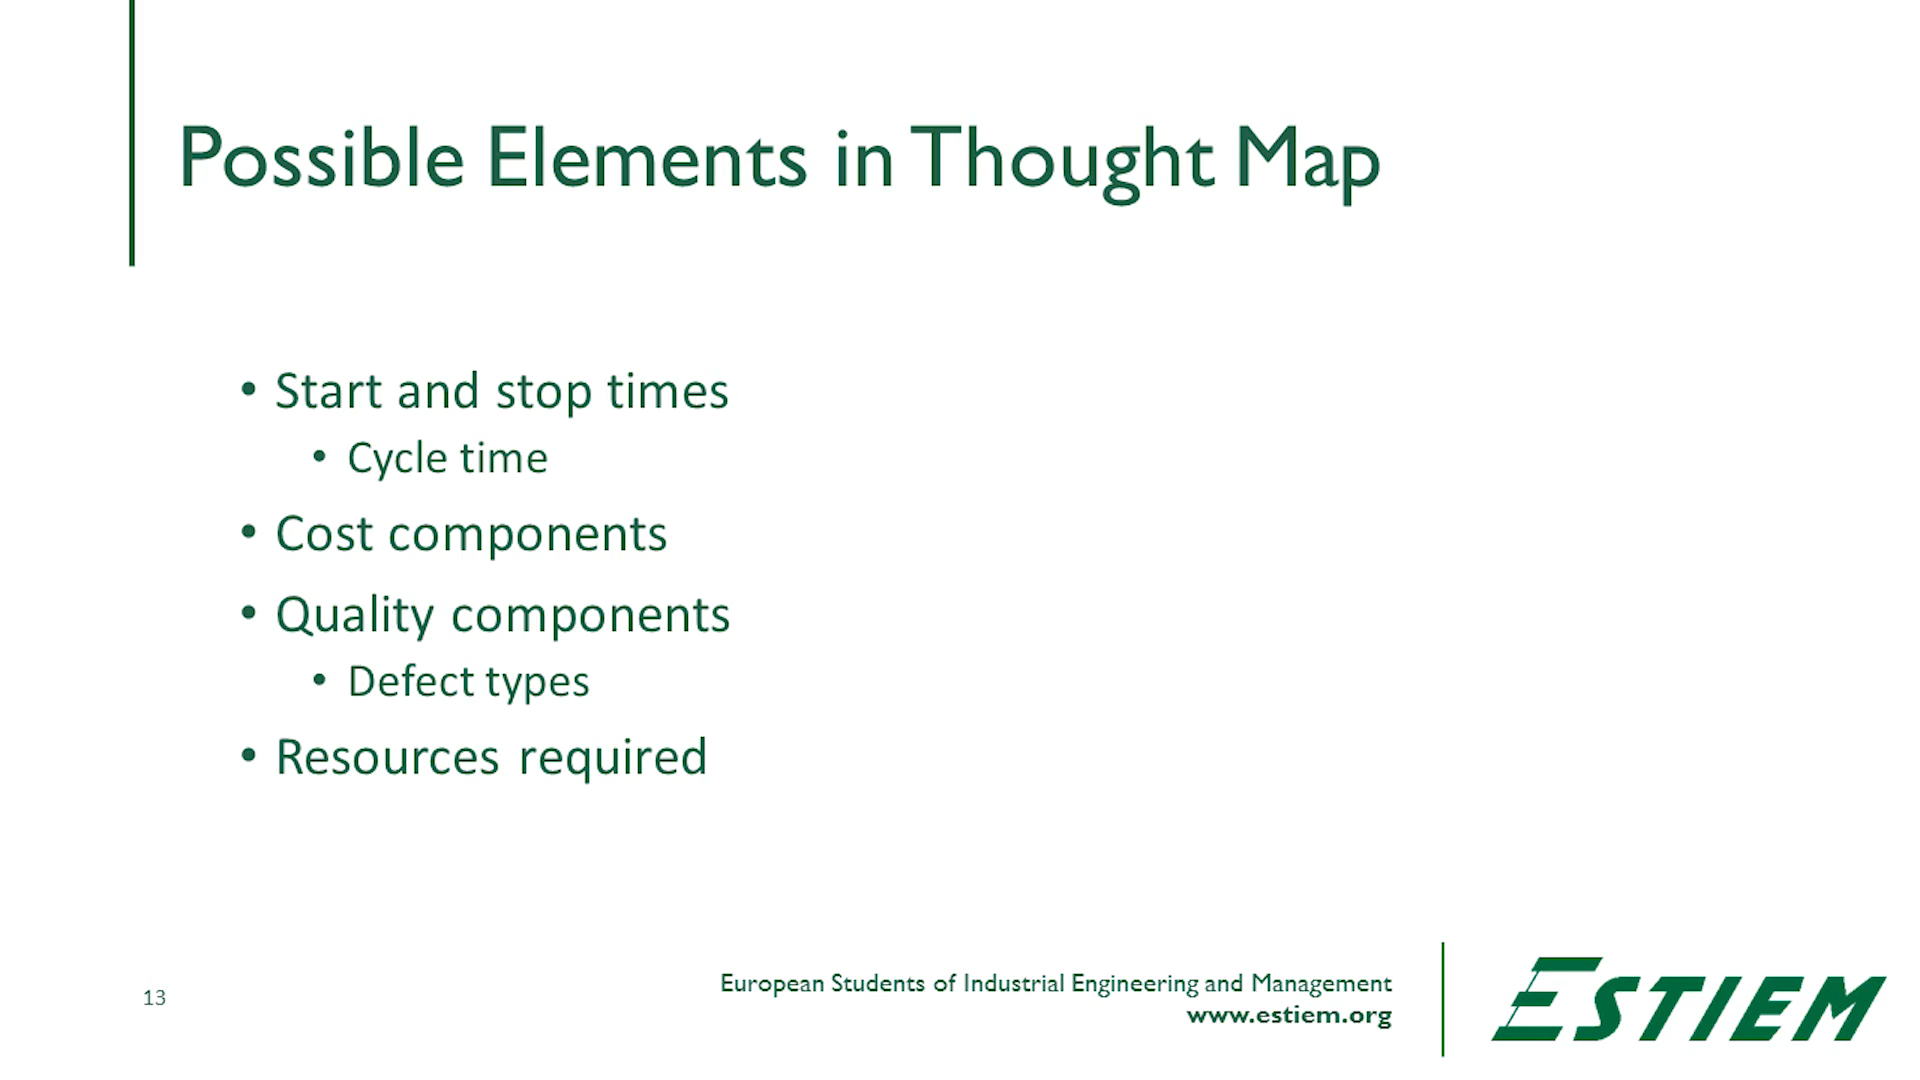 Possible Elements in Thought Map
• Start and stop times
• Cycle time
• Cost components
• Quality components
• Defect types
• Resources required
13
European Students of Industrial Engineering and Management
www.estiem.org
ESTIEM